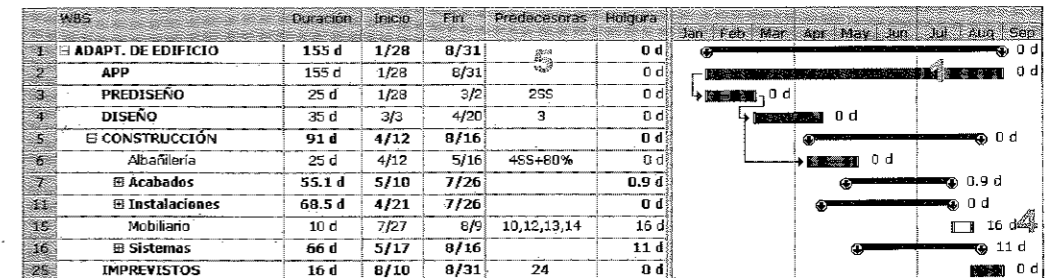 WBS Duración Inicio Fin Predecesoras Holgura Jan Feb Mar Apr May Jun Jul Aug Sep
1 ADAPT. DE EDIFICIO 155 d 1/28 8/31 5 0 d 0 d
2 APP 155 d 1/28 8/31 0 d 1 0 d
3 PREDISEÑO 25 d 1/28 3/2 2SS 0 d 0 d
4 DISEÑO 35 d 3/3 4/20 3 0 d 0 d
5 CONSTRUCCIÓN 91 d 4/12 8/16 0 d 0 d
6 Albañilería 25 d 4/12 5/16 4SS+80% 0 d 0 d
7 Acabados 55.1 d 5/10 7/26 0.9 d 0.9 d
11 Instalaciones 68.5 d 4/21 7/26 0 d 0 d
15 Mobiliario 10 d 7/27 8/9 10,12,13,14 16 d 16 d 4
16 Sistemas 66 d 5/17 8/16 11 d 11 d
25 IMPREVISTOS 16 d 8/10 8/31 24 0 d 0 d